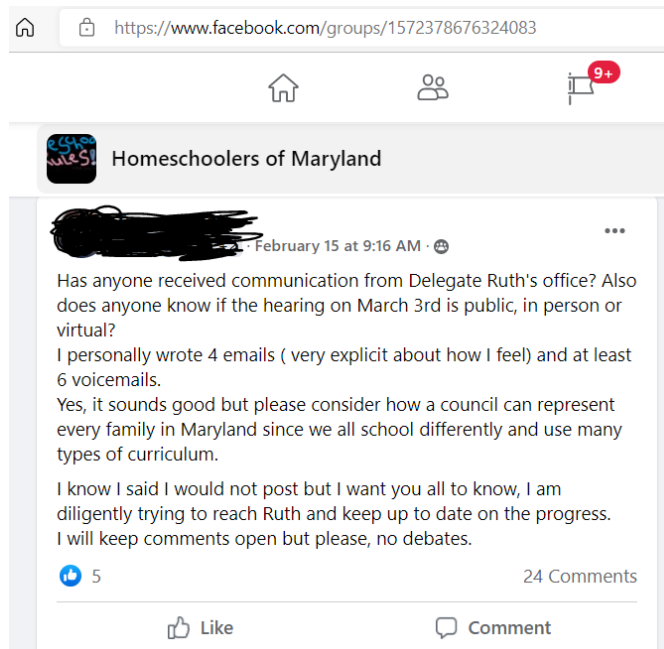 https://www.facebook.com/groups/1572378676324083
9+
Homeschoolers of Maryland
· February 15 at 9:16 AM ·
Has anyone received communication from Delegate Ruth's office? Also
does anyone know if the hearing on March 3rd is public, in person or
virtual?
I personally wrote 4 emails ( very explicit about how I feel) and at least
6 voicemails.
Yes, it sounds good but please consider how a council can represent
every family in Maryland since we all school differently and use many
types of curriculum.
I know I said I would not post but I want you all to know, I am
diligently trying to reach Ruth and keep up to date on the progress.
I will keep comments open but please, no debates.
5
24 Comments
Like
Comment